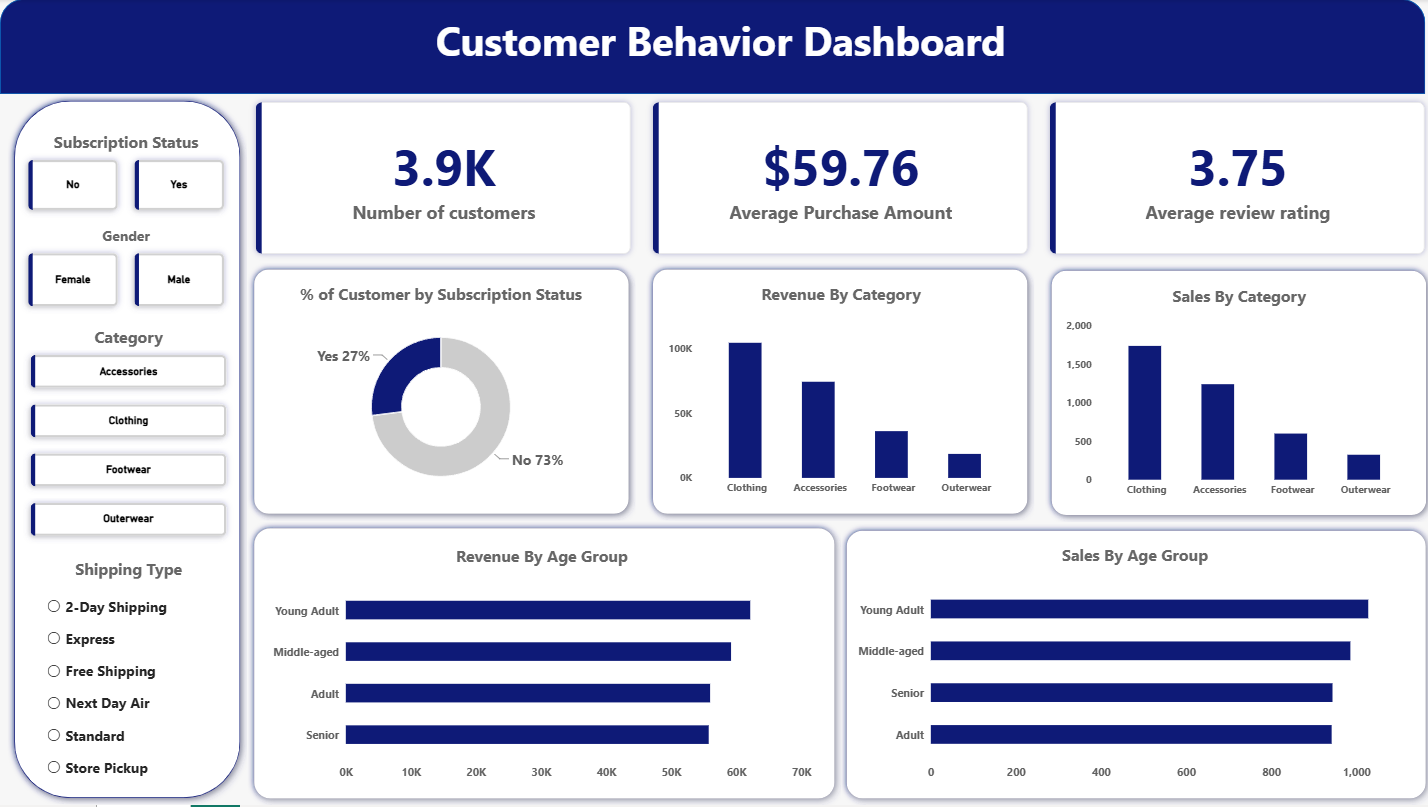 Customer Behavior Dashboard
Subscription Status
No
Yes
Gender
Female
Male
Category
Accessories
Clothing
Footwear
Outerwear
Shipping Type
2-Day Shipping
Express
Free Shipping
Next Day Air
Standard
Store Pickup
3.9K
Number of customers
$59.76
Average Purchase Amount
3.75
Average review rating
% of Customer by Subscription Status
Yes 27%
No 73%
Revenue By Category
100K
50K
0K
Clothing
Accessories
Footwear
Outerwear
Sales By Category
2,000
1,500
1,000
500
0
Clothing
Accessories
Footwear
Outerwear
Revenue By Age Group
Young Adult
Middle-aged
Adult
Senior
0K
10K
20K
30K
40K
50K
60K
70K
Sales By Age Group
Young Adult
Middle-aged
Senior
Adult
0
200
400
600
800
1,000